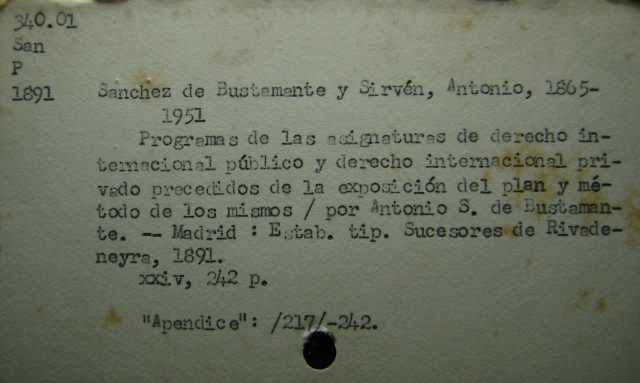 340.01
San
P
1891 Sanchez de Bustamante y Sirvén, Antonio, 1865-
1951
Programas de las asignaturas de derecho in-
ternacional público y derecho internacional pri-
vado precedidos de la exposición del plan y mé-
todo de los mismos / por Antonio S. de Bustaman-
te. -- Madrid : Estab. tip. Sucesores de Rivade-
neyra, 1891.
xxiv, 242 p.
"Apendice": /217/-242.